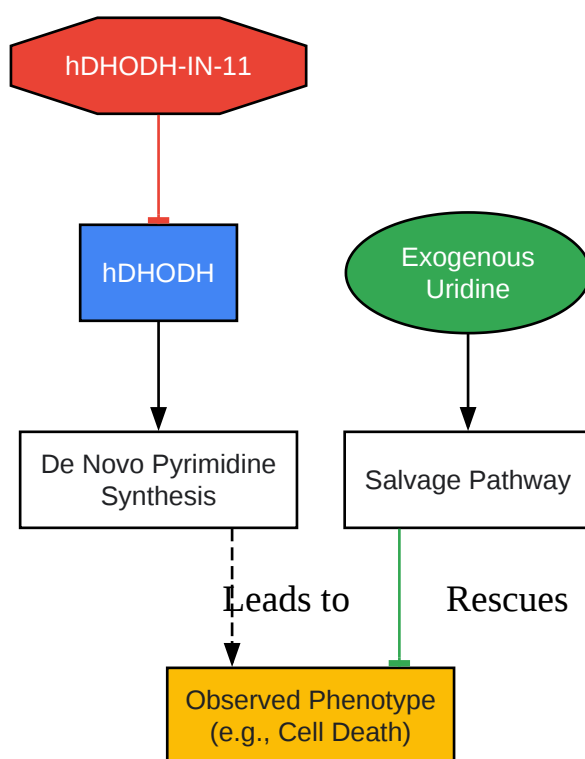 hDHODH-IN-11
hDHODH
Exogenous
Uridine
De Novo Pyrimidine
Synthesis
Salvage Pathway
Leads to
Rescues
Observed Phenotype
(e.g., Cell Death)